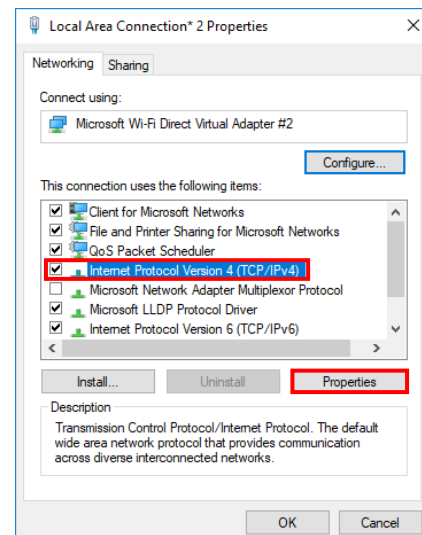 Local Area Connection* 2 Properties
Networking Sharing
Connect using:
Microsoft Wi-Fi Direct Virtual Adapter #2
Configure...
This connection uses the following items:
Client for Microsoft Networks
File and Printer Sharing for Microsoft Networks
QoS Packet Scheduler
Internet Protocol Version 4 (TCP/IPv4)
Microsoft Network Adapter Multiplexor Protocol
Microsoft LLDP Protocol Driver
Internet Protocol Version 6 (TCP/IPv6)
Install... Uninstall Properties
Description
Transmission Control Protocol/Internet Protocol. The default
wide area network protocol that provides communication
across diverse interconnected networks.
OK Cancel